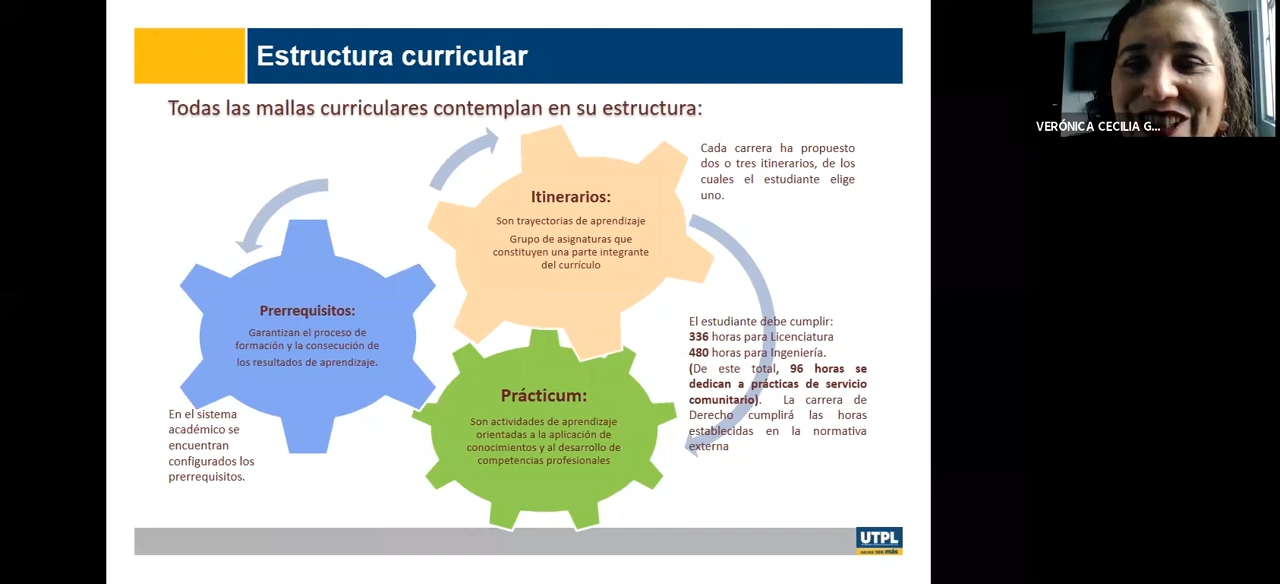 Estructura curricular
Todas las mallas curriculares contemplan en su estructura:
Itinerarios:
Son trayectorias de aprendizaje
Grupo de asignaturas que
constituyen una parte integrante
del currículo
Cada carrera ha propuesto
dos o tres itinerarios, de los
cuales el estudiante elige
uno.
Prerrequisitos:
Garantizan el proceso de
formación y la consecución de
los resultados de aprendizaje.
En el sistema
académico se
encuentran
configurados los
prerrequisitos.
Prácticum:
Son actividades de aprendizaje
orientadas a la aplicación de
conocimientos y al desarrollo de
competencias profesionales
El estudiante debe cumplir:
336 horas para Licenciatura
480 horas para Ingeniería.
(De este total, 96 horas se
dedican a prácticas de servicio
comunitario). La carrera de
Derecho cumplirá las horas
establecidas en la normativa
externa
UTPL
VERÓNICA CECILIA G...